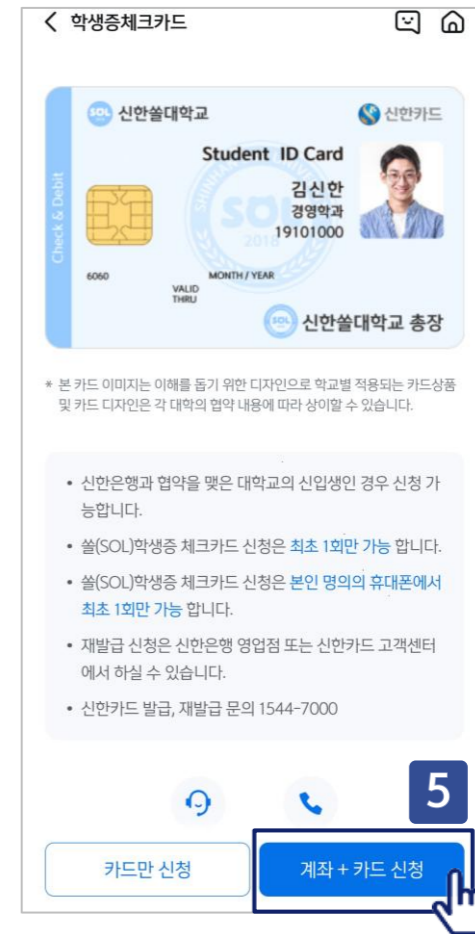 학생증체크카드
SOL 신한쏠대학교
신한카드
Check & Debit
Student ID Card
김신한
경영학과
19101000
SOL
2018
6060
MONTH / YEAR
VALID
THRU
SOL 신한쏠대학교 총장
* 본 카드 이미지는 이해를 돕기 위한 디자인으로 학교별 적용되는 카드상품
및 카드 디자인은 각 대학의 협약 내용에 따라 상이할 수 있습니다.
• 신한은행과 협약을 맺은 대학교의 신입생인 경우 신청 가
능합니다.
• 쏠(SOL)학생증 체크카드 신청은 최초 1회만 가능 합니다.
• 쏠(SOL)학생증 체크카드 신청은 본인 명의의 휴대폰에서
최초 1회만 가능 합니다.
• 재발급 신청은 신한은행 영업점 또는 신한카드 고객센터
에서 하실 수 있습니다.
• 신한카드 발급, 재발급 문의 1544-7000
5
카드만 신청
계좌 + 카드 신청